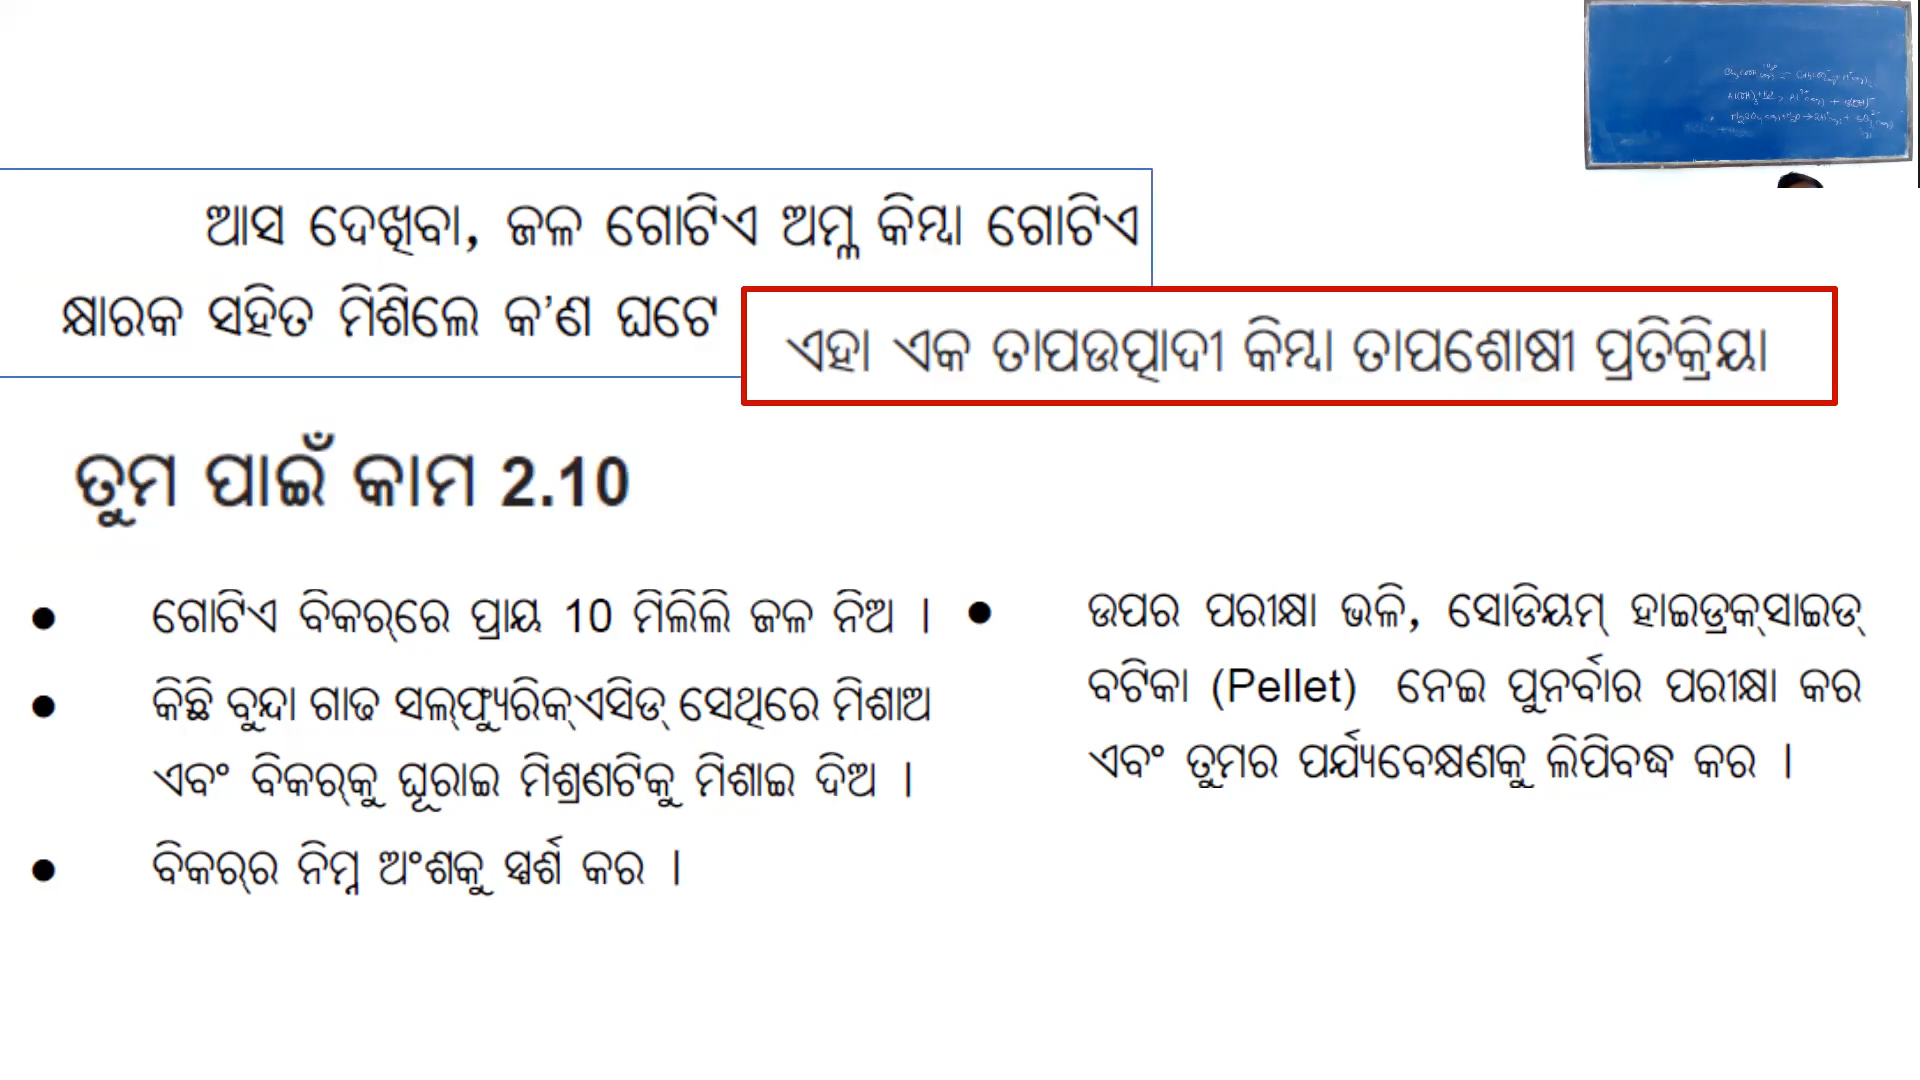 ଆସ ଦେଖିବା, ଜଳ ଗୋଟିଏ ଅମ୍ଳ କିମ୍ବା ଗୋଟିଏ
କ୍ଷାରକ ସହିତ ମିଶିଲେ କ'ଣ ଘଟେ
ଏହା ଏକ ତାପଉତ୍ପାଦୀ କିମ୍ବା ତାପଶୋଷୀ ପ୍ରତିକ୍ରିୟା
ତୁମ ପାଇଁ କାମ 2.10
● ଗୋଟିଏ ବିକର୍‌ରେ ପ୍ରାୟ 10 ମିଲିଲି ଜଳ ନିଅ ।
● କିଛି ବୁନ୍ଦା ଗାଢ ସଲ୍‌ଫ୍ୟୁରିକ୍‌ଏସିଡ୍ ସେଥିରେ ମିଶାଅ
ଏବଂ ବିକର୍‌କୁ ଘୂରାଇ ମିଶ୍ରଣଟିକୁ ମିଶାଇ ଦିଅ ।
● ବିକର୍‌ର ନିମ୍ନ ଅଂଶକୁ ସ୍ପର୍ଶ କର ।
● ଉପର ପରୀକ୍ଷା ଭଳି, ସୋଡିୟମ୍ ହାଇଡ୍ରକ୍‌ସାଇଡ୍
ବଟିକା (Pellet) ନେଇ ପୁନର୍ବାର ପରୀକ୍ଷା କର
ଏବଂ ତୁମର ପର୍ଯ୍ୟବେକ୍ଷଣକୁ ଲିପିବଦ୍ଧ କର ।